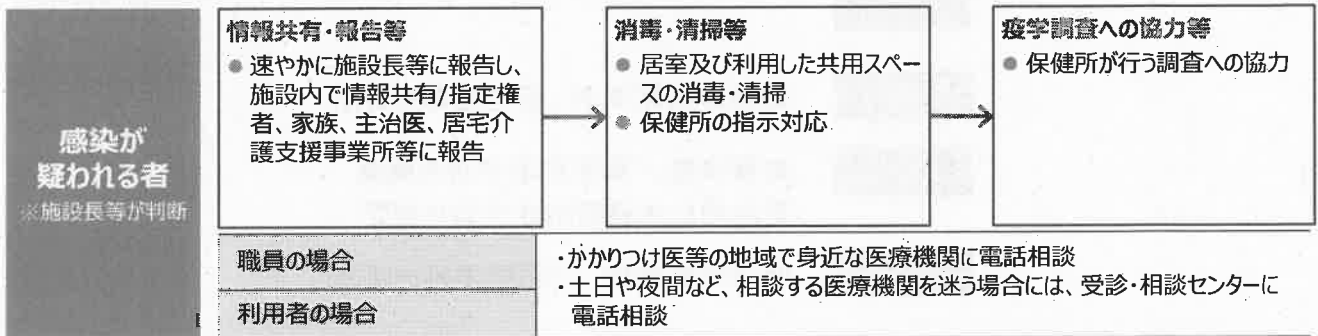 感染が
疑われる者
※施設長等が判断
情報共有・報告等
● 速やかに施設長等に報告し、
施設内で情報共有/指定権
者、家族、主治医、居宅介
護支援事業所等に報告
消毒・清掃等
● 居室及び利用した共用スペー
スの消毒・清掃
● 保健所の指示対応
疫学調査への協力等
● 保健所が行う調査への協力
職員の場合
利用者の場合
・かかりつけ医等の地域で身近な医療機関に電話相談
・土日や夜間など、相談する医療機関を迷う場合には、受診・相談センターに
電話相談